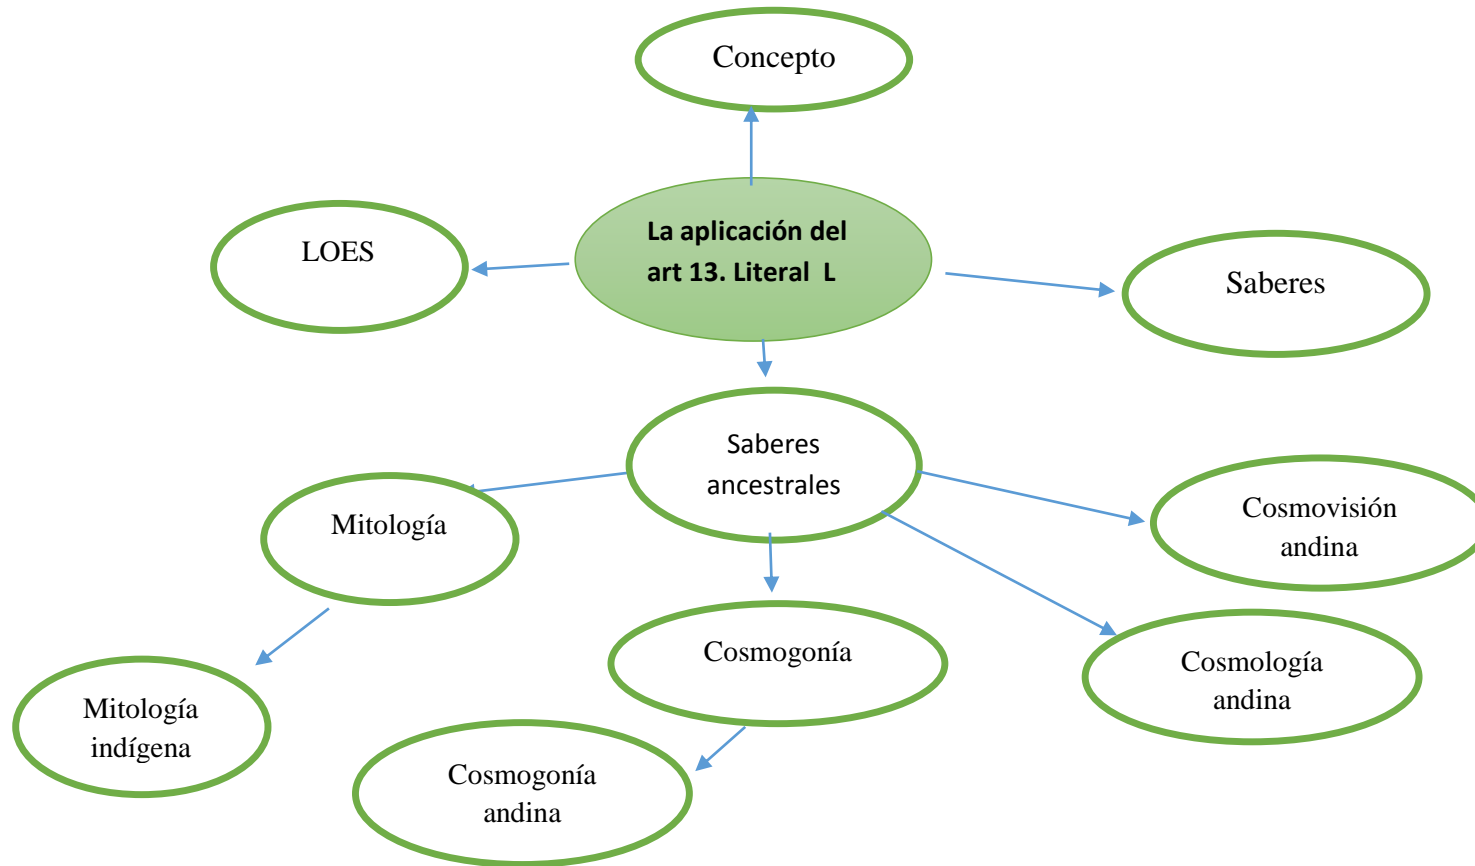 Concepto
La aplicación del
art 13. Literal L
LOES
Saberes
Saberes
ancestrales
Mitología
Cosmovisión
andina
Cosmogonía
Cosmología
andina
Mitología
indígena
Cosmogonía
andina